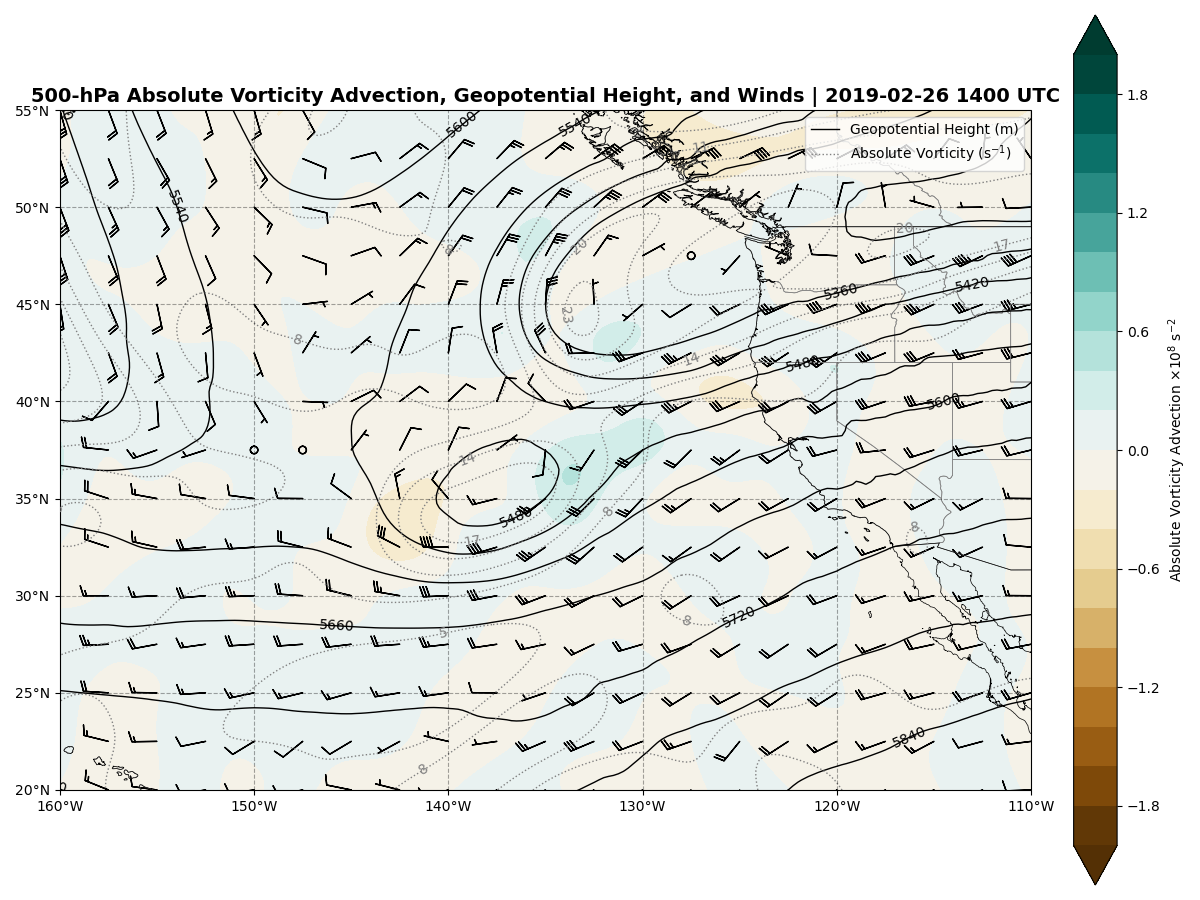 500-hPa Absolute Vorticity Advection, Geopotential Height, and Winds | 2019-02-26 1400 UTC
Geopotential Height (m)
Absolute Vorticity (s⁻¹)
55°N
50°N
45°N
40°N
35°N
30°N
25°N
20°N
160°W
150°W
140°W
130°W
120°W
110°W
5600
5540
5540
11
20
20
17
8
5360
5420
23
8
14
5480
5600
14
5480
17
8
8
8
5720
5660
5
5840
8
1.8
1.2
0.6
0.0
−0.6
−1.2
−1.8
Absolute Vorticity Advection ×10⁸ s⁻²